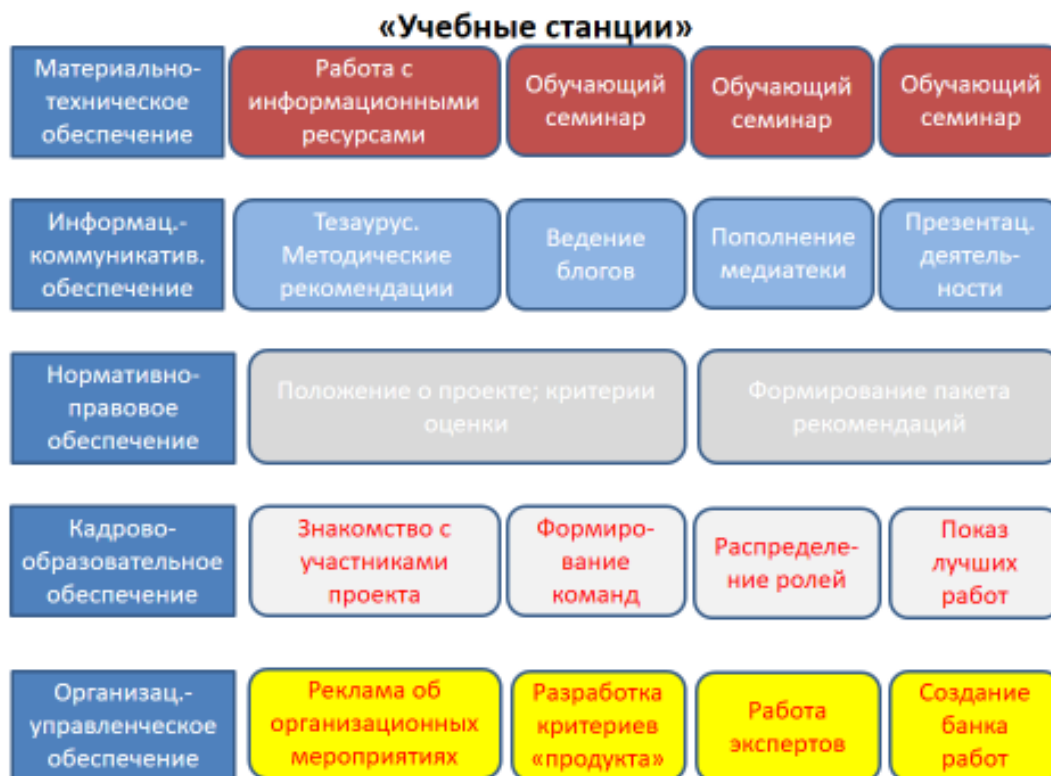 «Учебные станции»
Материально-
техническое
обеспечение
Работа с
информационными
ресурсами
Обучающий
семинар
Обучающий
семинар
Обучающий
семинар
Информац.-
коммуникатив.
обеспечение
Тезаурус.
Методические
рекомендации
Ведение
блогов
Пополнение
медиатеки
Презентац.
деятель-
ности
Нормативно-
правовое
обеспечение
Положение о проекте; критерии
оценки
Формирование пакета
рекомендаций
Кадрово-
образовательное
обеспечение
Знакомство с
участниками
проекта
Формиро-
вание
команд
Распределе-
ние ролей
Показ
лучших
работ
Организац.-
управленческое
обеспечение
Реклама об
организационных
мероприятиях
Разработка
критериев
«продукта»
Работа
экспертов
Создание
банка
работ